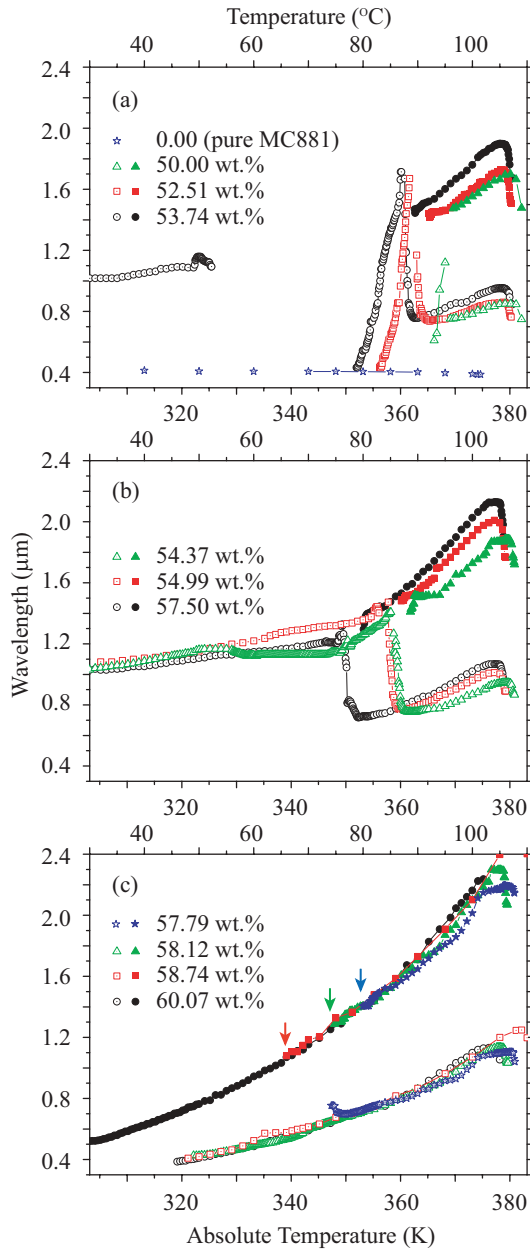 Temperature (°C)
40 60 80 100
(a)
0.00 (pure MC881)
50.00 wt.%
52.51 wt.%
53.74 wt.%
2.4
2.0
1.6
1.2
0.8
0.4
320 340 360 380
40 60 80 100
(b)
54.37 wt.%
54.99 wt.%
57.50 wt.%
2.4
2.0
1.6
1.2
0.8
0.4
Wavelength (μm)
320 340 360 380
40 60 80 100
(c)
57.79 wt.%
58.12 wt.%
58.74 wt.%
60.07 wt.%
2.4
2.0
1.6
1.2
0.8
0.4
320 340 360 380
Absolute Temperature (K)